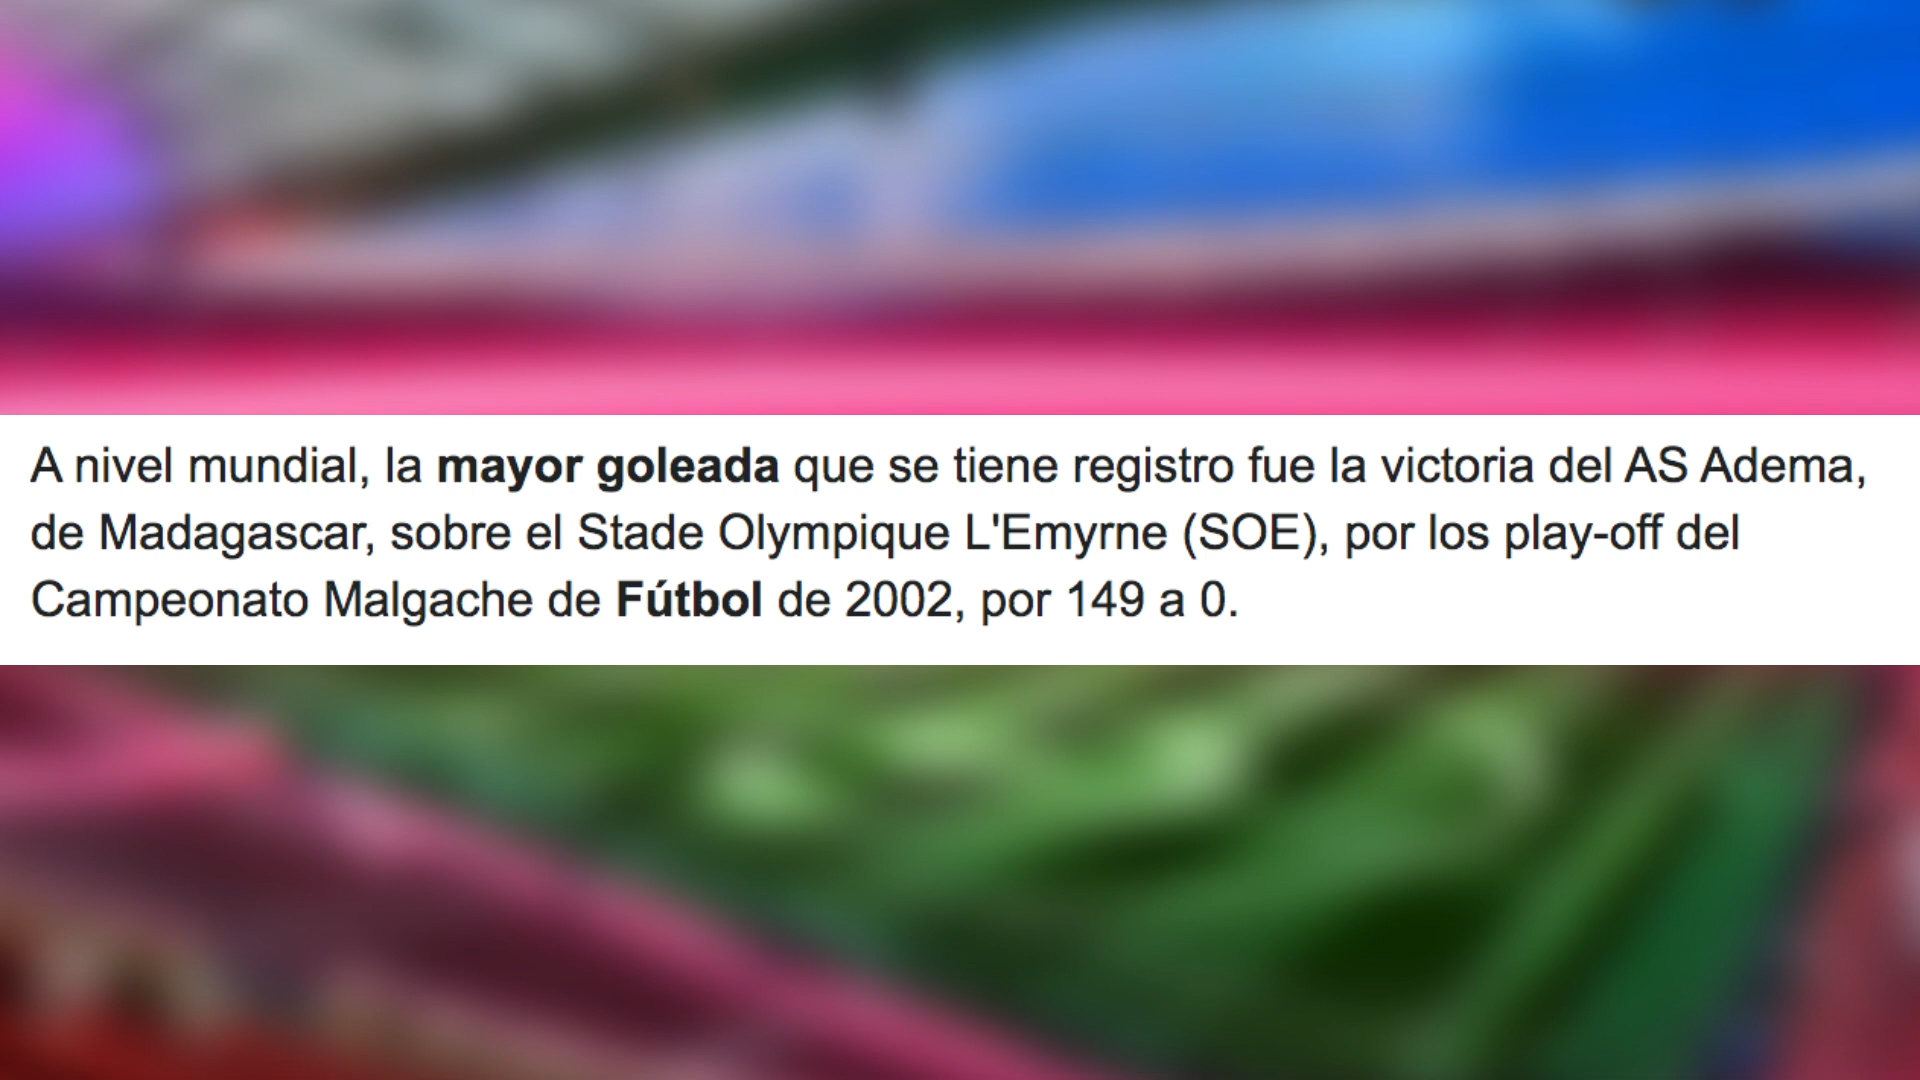 A nivel mundial, la mayor goleada que se tiene registro fue la victoria del AS Adema,
de Madagascar, sobre el Stade Olympique L'Emyrne (SOE), por los play-off del
Campeonato Malgache de Fútbol de 2002, por 149 a 0.